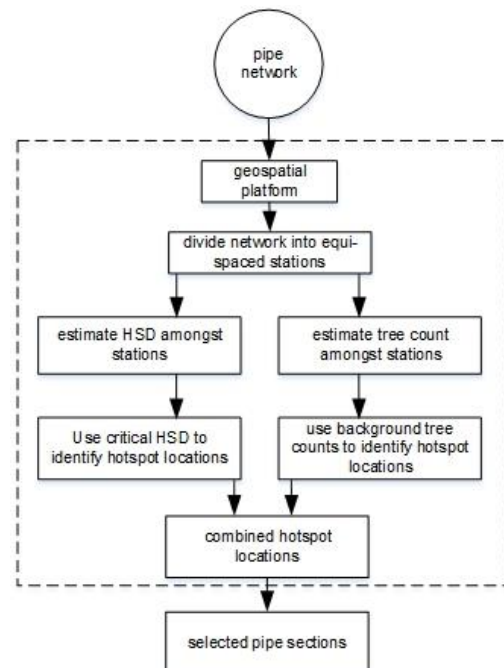 pipe
network
geospatial
platform
divide network into equi-
spaced stations
estimate HSD amongst
stations
estimate tree count
amongst stations
Use critical HSD to
identify hotspot locations
use background tree
counts to identify hotspot
locations
combined hotspot
locations
selected pipe sections